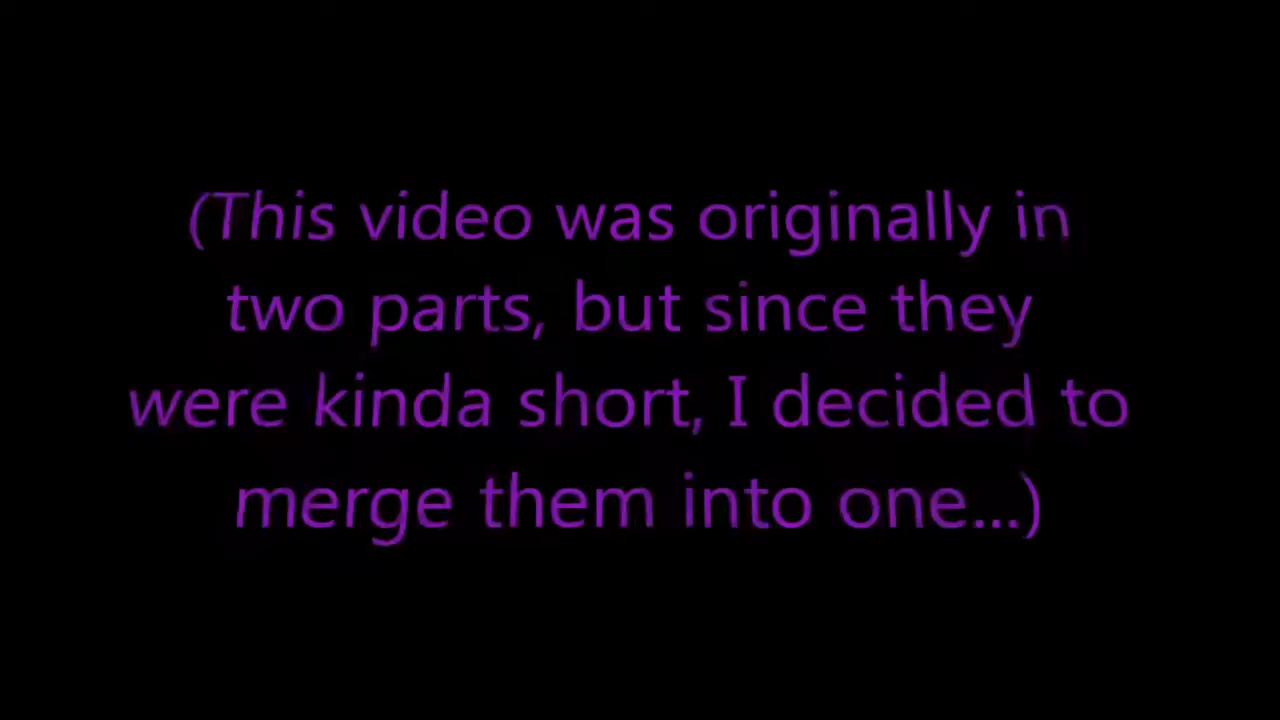 (This video was originally in
two parts, but since they
were kinda short, I decided to
merge them into one...)